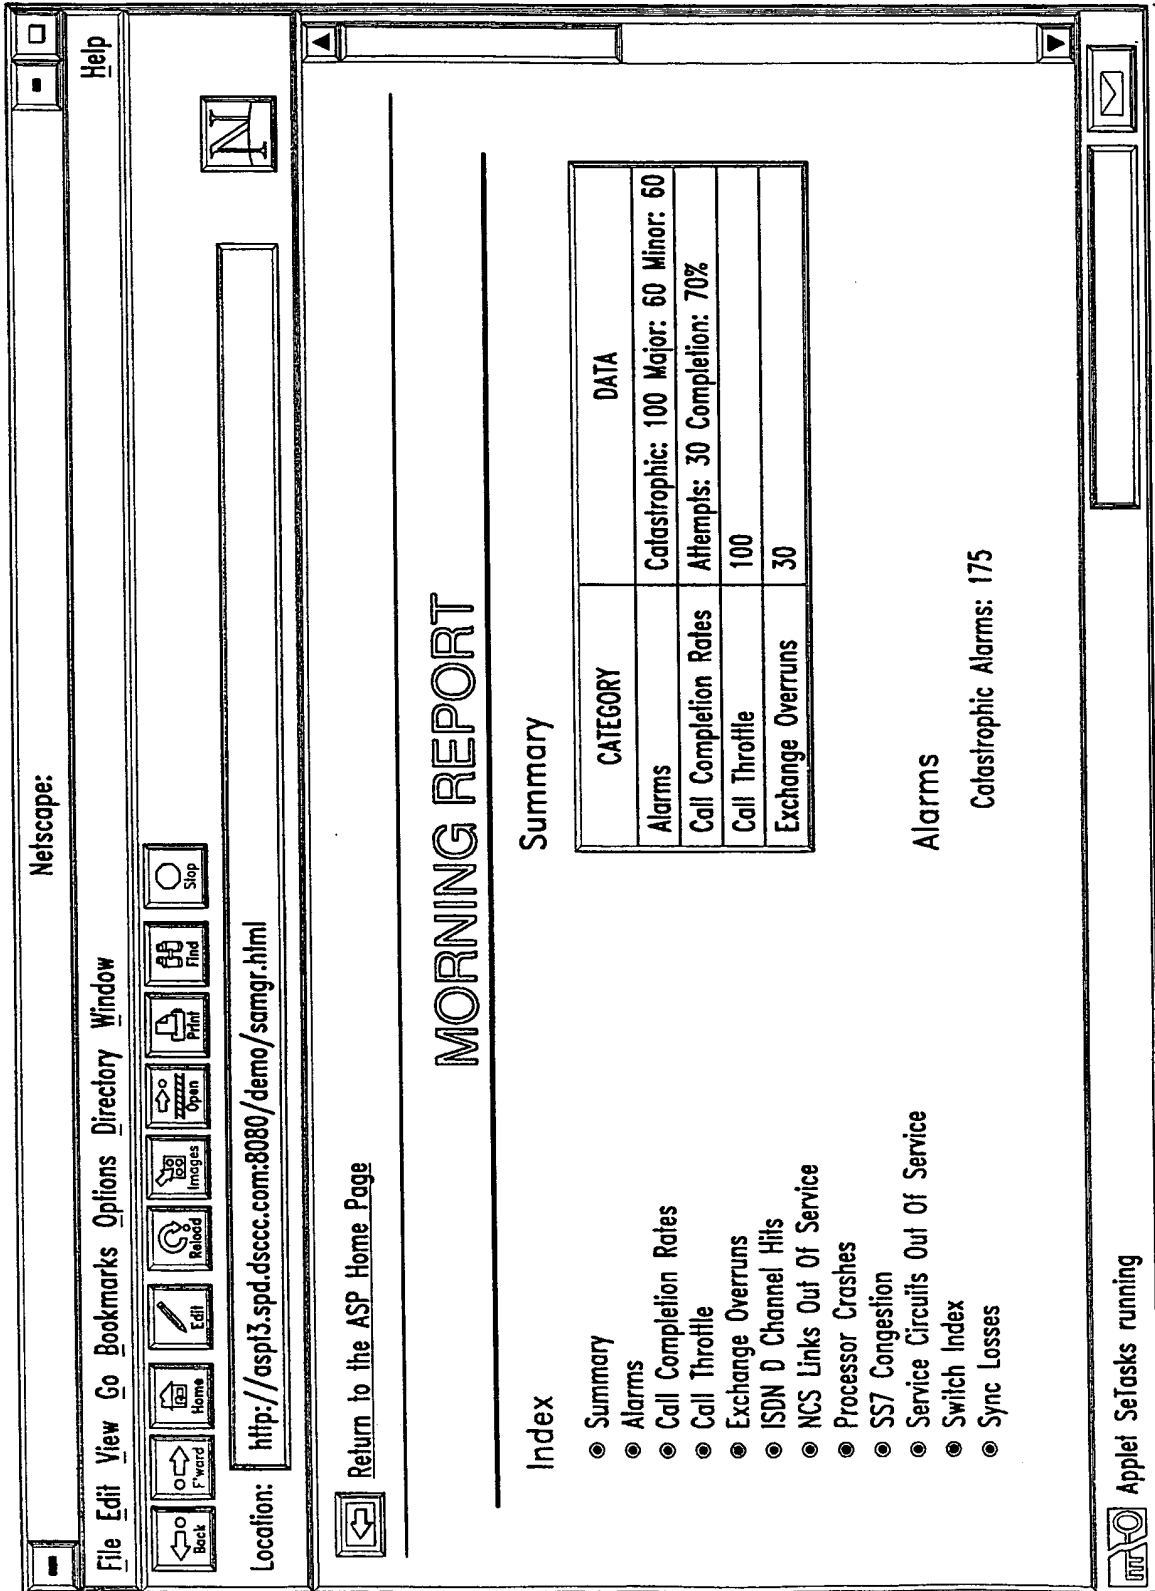 Netscape:
File Edit View Go Bookmarks Options Directory Window Help
Back F'ward Home Edit Reload Images Open Print Find Stop
N
Location: http://aspt3.spd.dsccc.com:8080/demo/samgr.html
Return to the ASP Home Page
MORNING REPORT
Index
Summary
Alarms
Call Completion Rates
Call Throttle
Exchange Overruns
ISDN D Channel Hits
NCS Links Out Of Service
Processor Crashes
SS7 Congestion
Service Circuits Out Of Service
Switch Index
Sync Losses
Summary
CATEGORY DATA
Alarms Catastrophic: 100 Major: 60 Minor: 60
Call Completion Rates Attempts: 30 Completion: 70%
Call Throttle 100
Exchange Overruns 30
Alarms
Catastrophic Alarms: 175
Applet SeTasks running